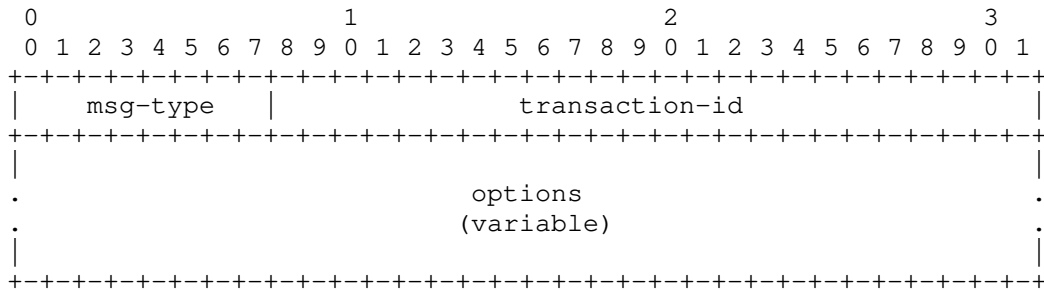 0                   1                   2                   3
0 1 2 3 4 5 6 7 8 9 0 1 2 3 4 5 6 7 8 9 0 1 2 3 4 5 6 7 8 9 0 1
+-+-+-+-+-+-+-+-+-+-+-+-+-+-+-+-+-+-+-+-+-+-+-+-+-+-+-+-+-+-+-+-+
|    msg-type   |               transaction-id                  |
+-+-+-+-+-+-+-+-+-+-+-+-+-+-+-+-+-+-+-+-+-+-+-+-+-+-+-+-+-+-+-+-+
|                                                               |
.                            options                            .
.                           (variable)                          .
|                                                               |
+-+-+-+-+-+-+-+-+-+-+-+-+-+-+-+-+-+-+-+-+-+-+-+-+-+-+-+-+-+-+-+-+